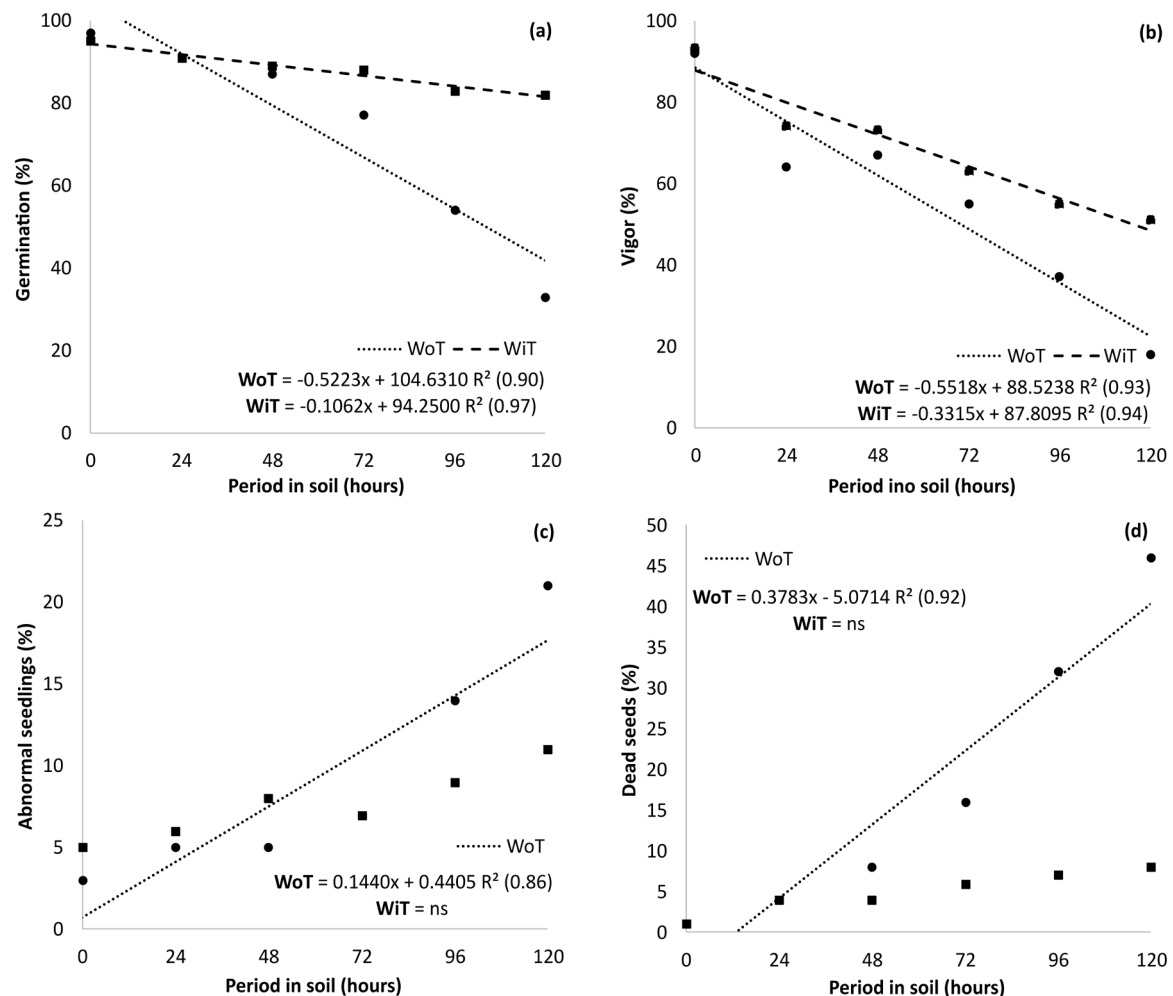 (a)
100
80
60
40
20
0
Germination (%)
WoT WiT
WoT = -0.5223x + 104.6310 R² (0.90)
WiT = -0.1062x + 94.2500 R² (0.97)
0 24 48 72 96 120
Period in soil (hours)
(b)
100
80
60
40
20
0
Vigor (%)
WoT WiT
WoT = -0.5518x + 88.5238 R² (0.93)
WiT = -0.3315x + 87.8095 R² (0.94)
0 24 48 72 96 120
Period ino soil (hours)
(c)
25
20
15
10
5
0
Abnormal seedlings (%)
WoT
WoT = 0.1440x + 0.4405 R² (0.86)
WiT = ns
0 24 48 72 96 120
Period in soil (hours)
(d)
50
45
40
35
30
25
20
15
10
5
0
Dead seeds (%)
WoT
WoT = 0.3783x - 5.0714 R² (0.92)
WiT = ns
0 24 48 72 96 120
Period in soil (hours)